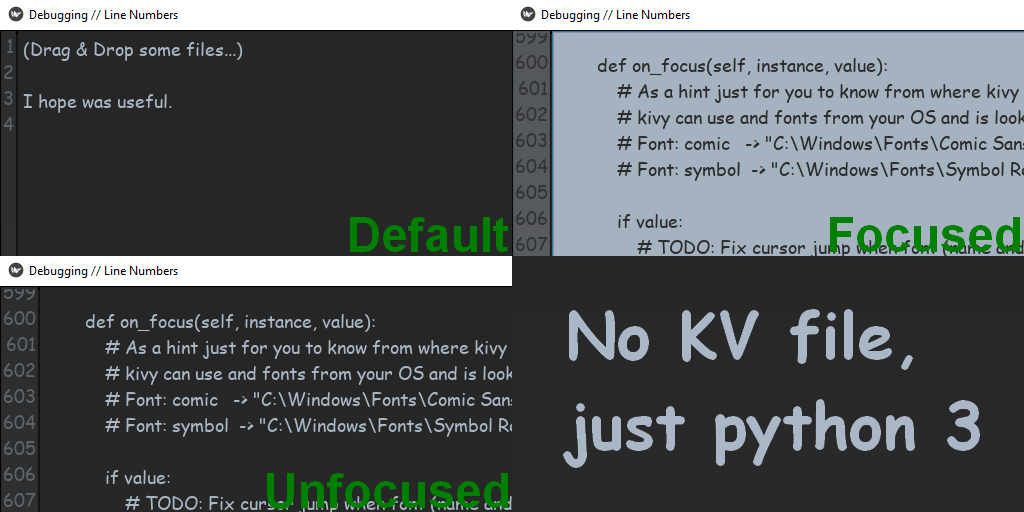 Debugging // Line Numbers
1 (Drag & Drop some files...)
2
3 I hope was useful.
4
Default
Debugging // Line Numbers
599
600 def on_focus(self, instance, value):
601 # As a hint just for you to know from where kivy
602 # kivy can use and fonts from your OS and is look
603 # Font: comic -> "C:\Windows\Fonts\Comic Sans
604 # Font: symbol -> "C:\Windows\Fonts\Symbol Re
605
606 if value:
607 # TODO: Fix cursor jump when font (name and
Focused
Debugging // Line Numbers
599
600 def on_focus(self, instance, value):
601 # As a hint just for you to know from where kivy
602 # kivy can use and fonts from your OS and is look
603 # Font: comic -> "C:\Windows\Fonts\Comic Sans
604 # Font: symbol -> "C:\Windows\Fonts\Symbol Re
605
606 if value:
607 # TODO: Fix cursor jump when font (name and
Unfocused
No KV file,
just python 3